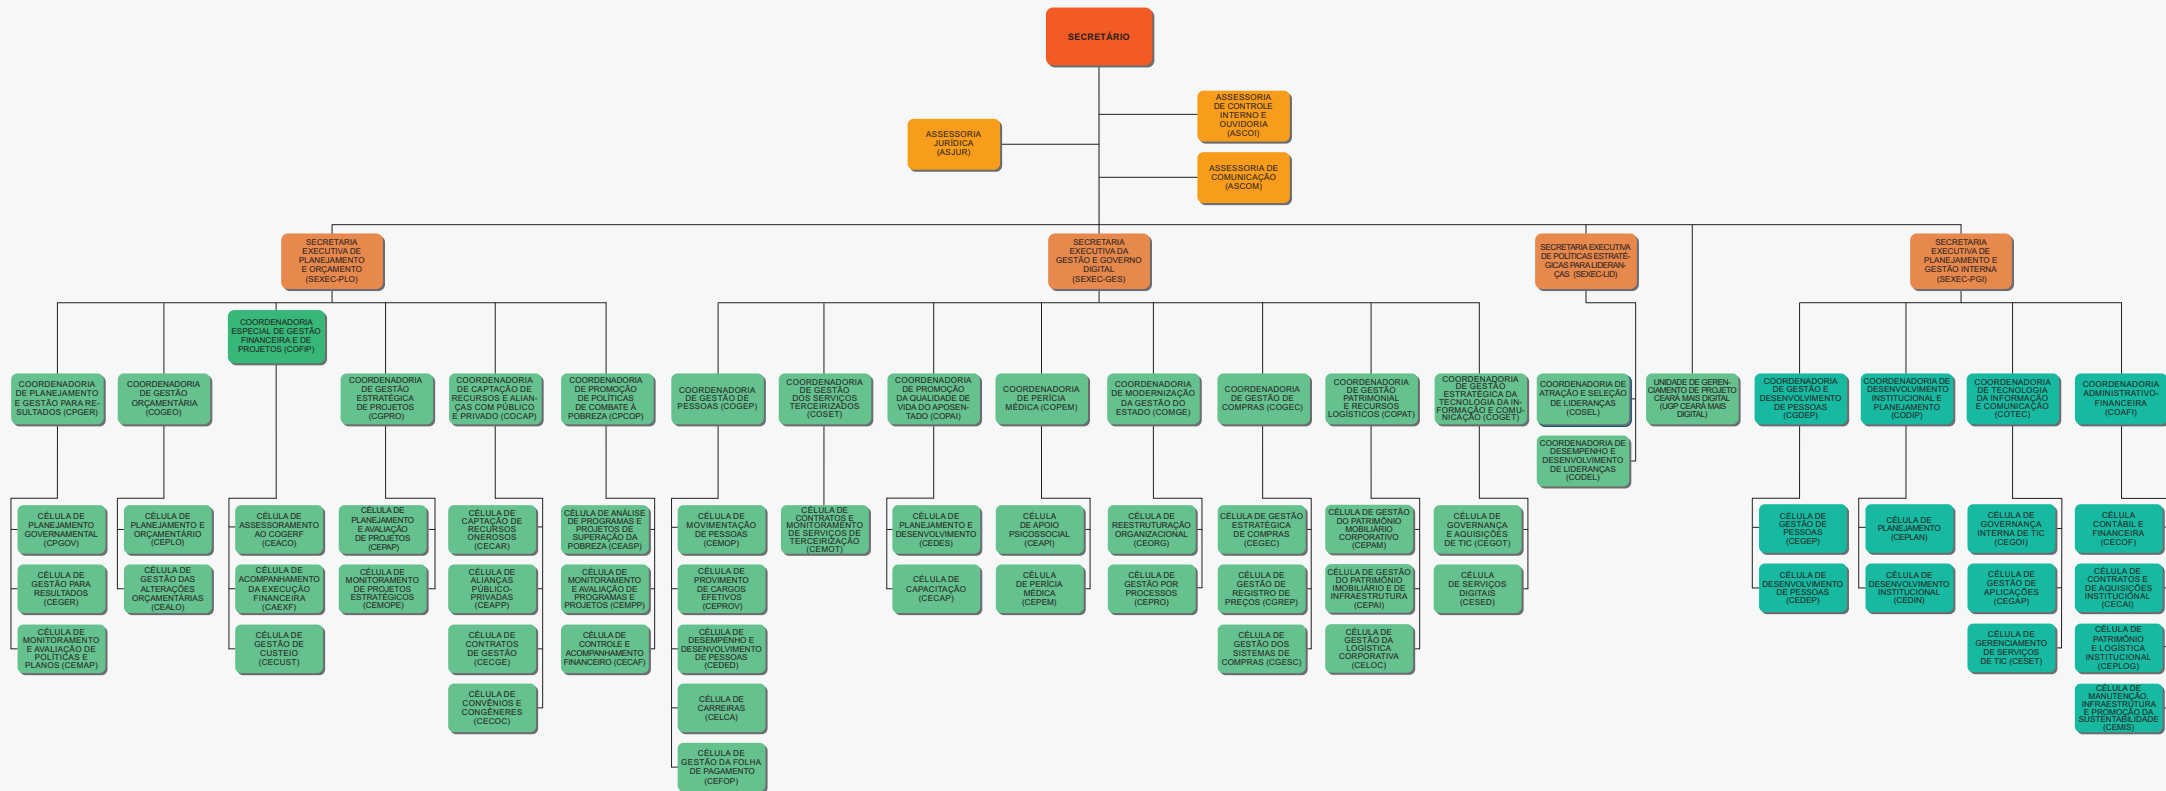 SECRETÁRIO
ASSESSORIA
DE CONTROLE
INTERNO E
OUVIDORIA
(ASCOI)
ASSESSORIA
JURÍDICA
(ASJUR)
ASSESSORIA DE
COMUNICAÇÃO
(ASCOM)
SECRETARIA
EXECUTIVA DE
PLANEJAMENTO
E ORÇAMENTO
(SEXEC-PLO)
SECRETARIA
EXECUTIVA DA
GESTÃO E GOVERNO
DIGITAL
(SEXEC-GES)
SECRETARIA EXECUTIVA
DE POLÍTICAS ESTRATÉ-
GICAS PARA LIDERAN-
ÇAS (SEXEC-LID)
SECRETARIA
EXECUTIVA DE
PLANEJAMENTO E
GESTÃO INTERNA
(SEXEC-PGI)
COORDENADORIA
ESPECIAL DE GESTÃO
FINANCEIRA E DE
PROJETOS (COFIP)
COORDENADORIA
DE PLANEJAMENTO
E GESTÃO PARA RE-
SULTADOS (CPGER)
COORDENADORIA
DE GESTÃO
ORÇAMENTÁRIA
(COGEO)
COORDENADORIA
DE GESTÃO
ESTRATÉGICA
DE PROJETOS
(CGPRO)
COORDENADORIA
DE CAPTAÇÃO DE
RECURSOS E ALIAN-
ÇAS COM PÚBLICO
E PRIVADO (COCAP)
COORDENADORIA
DE PROMOÇÃO
DE POLÍTICAS
DE COMBATE À
POBREZA (CPCOP)
COORDENADORIA
DE GESTÃO DE
PESSOAS (COGEP)
COORDENADORIA
DE GESTÃO
DOS SERVIÇOS
TERCEIRIZADOS
(COSET)
COORDENADORIA
DE PROMOÇÃO
DA QUALIDADE DE
VIDA DO APOSEN-
TADO (COPAI)
COORDENADORIA
DE PERÍCIA
MÉDICA (COPEM)
COORDENADORIA
DE MODERNIZAÇÃO
DA GESTÃO DO
ESTADO (COMGE)
COORDENADORIA
DE GESTÃO DE
COMPRAS (COGEC)
COORDENADORIA
DE GESTÃO
PATRIMONIAL
E RECURSOS
LOGÍSTICOS (COPAT)
COORDENADORIA
DE GESTÃO
ESTRATÉGICA DA
TECNOLOGIA DA IN-
FORMAÇÃO E COMU-
NICAÇÃO (COGET)
COORDENADORIA DE
ATRAÇÃO E SELEÇÃO
DE LIDERANÇAS
(COSEL)
COORDENADORIA DE
DESEMPENHO E
DESENVOLVIMENTO
DE LIDERANÇAS
(CODEL)
UNIDADE DE GEREN-
CIAMENTO DE PROJETO
CEARÁ MAIS DIGITAL
(UGP CEARÁ MAIS
DIGITAL)
COORDENADORIA
DE GESTÃO E
DESENVOLVIMENTO
DE PESSOAS
(CGDEP)
COORDENADORIA DE
DESENVOLVIMENTO
INSTITUCIONAL E
PLANEJAMENTO
(CODIP)
COORDENADORIA
DE TECNOLOGIA
DA INFORMAÇÃO
E COMUNICAÇÃO
(COTEC)
COORDENADORIA
ADMINISTRATIVO-
FINANCEIRA
(COAFI)
CÉLULA DE
PLANEJAMENTO
GOVERNAMENTAL
(CPGOV)
CÉLULA DE
GESTÃO PARA
RESULTADOS
(CEGER)
CÉLULA DE
MONITORAMENTO
E AVALIAÇÃO DE
POLÍTICAS E
PLANOS (CEMAP)
CÉLULA DE
PLANEJAMENTO E
ORÇAMENTÁRIO
(CEPLO)
CÉLULA DE
GESTÃO DAS
ALTERAÇÕES
ORÇAMENTÁRIAS
(CEALO)
CÉLULA DE
ASSESSORAMENTO
AO COGERF
(CEACO)
CÉLULA DE
ACOMPANHAMENTO
DA EXECUÇÃO
FINANCEIRA
(CAEXF)
CÉLULA DE
GESTÃO DE
CUSTEIO
(CECUST)
CÉLULA DE
PLANEJAMENTO
E AVALIAÇÃO
DE PROJETOS
(CEPAP)
CÉLULA DE
MONITORAMENTO
DE PROJETOS
ESTRATÉGICOS
(CEMOPE)
CÉLULA DE
CAPTAÇÃO DE
RECURSOS
ONEROSOS
(CECAR)
CÉLULA DE
ALIANÇAS
PÚBLICO-
PRIVADAS
(CEAPP)
CÉLULA DE
CONTRATOS
DE GESTÃO
(CECGE)
CÉLULA DE
CONVÊNIOS E
CONGÊNERES
(CECOC)
CÉLULA DE ANÁLISE
DE PROGRAMAS E
PROJETOS DE
SUPERAÇÃO DA
POBREZA (CEASP)
CÉLULA DE
MONITORAMENTO
E AVALIAÇÃO DE
PROGRAMAS E
PROJETOS (CEMPP)
CÉLULA DE
CONTROLE E
ACOMPANHAMENTO
FINANCEIRO (CECAF)
CÉLULA DE
MOVIMENTAÇÃO
DE PESSOAS
(CEMOP)
CÉLULA DE
PROVIMENTO
DE CARGOS
EFETIVOS
(CEPROV)
CÉLULA DE
DESEMPENHO E
DESENVOLVIMENTO
DE PESSOAS
(CEDED)
CÉLULA DE
CARREIRAS
(CELCA)
CÉLULA DE
GESTÃO DA FOLHA
DE PAGAMENTO
(CEFOP)
CÉLULA DE
CONTRATOS E
MONITORAMENTO
DE SERVIÇOS DE
TERCEIRIZAÇÃO
(CEMOT)
CÉLULA DE
PLANEJAMENTO E
DESENVOLVIMENTO
(CEDES)
CÉLULA DE
CAPACITAÇÃO
(CECAP)
CÉLULA
DE APOIO
PSICOSSOCIAL
(CEAPI)
CÉLULA
DE PERÍCIA
MÉDICA
(CEPEM)
CÉLULA DE
REESTRUTURAÇÃO
ORGANIZACIONAL
(CEORG)
CÉLULA DE
GESTÃO POR
PROCESSOS
(CEPRO)
CÉLULA DE GESTÃO
ESTRATÉGICA
DE COMPRAS
(CEGEC)
CÉLULA DE
GESTÃO DE
REGISTRO DE
PREÇOS (CGREP)
CÉLULA DE
GESTÃO DOS
SISTEMAS DE
COMPRAS (CGESC)
CÉLULA DE GESTÃO
DO PATRIMÔNIO
MOBILIÁRIO
CORPORATIVO
(CEPAM)
CÉLULA DE GESTÃO
DO PATRIMÔNIO
IMOBILIÁRIO E DE
INFRAESTRUTURA
(CEPAI)
CÉLULA DE
GESTÃO DA
LOGÍSTICA
CORPORATIVA
(CELOC)
CÉLULA DE
GOVERNANÇA
E AQUISIÇÕES
DE TIC (CEGOT)
CÉLULA
DE SERVIÇOS
DIGITAIS
(CESED)
CÉLULA DE
GESTÃO DE
PESSOAS
(CEGEP)
CÉLULA DE
DESENVOLVIMENTO
DE PESSOAS
(CEDEP)
CÉLULA DE
PLANEJAMENTO
(CEPLAN)
CÉLULA DE
DESENVOLVIMENTO
INSTITUCIONAL
(CEDIN)
CÉLULA DE
GOVERNANÇA
INTERNA DE TIC
(CEGOI)
CÉLULA DE
GESTÃO DE
APLICAÇÕES
(CEGAP)
CÉLULA DE
GERENCIAMENTO
DE SERVIÇOS
DE TIC (CESET)
CÉLULA
CONTÁBIL E
FINANCEIRA
(CECOF)
CÉLULA DE
CONTRATOS E
DE AQUISIÇÕES
INSTITUCIONAL
(CECAI)
CÉLULA DE
PATRIMÔNIO
E LOGÍSTICA
INSTITUCIONAL
(CEPLOG)
CÉLULA DE
MANUTENÇÃO,
INFRAESTRUTURA
E PROMOÇÃO DA
SUSTENTABILIDADE
(CEMIS)